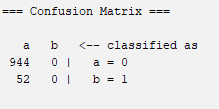 === Confusion Matrix ===
a b <-- classified as
944 0 | a = 0
52 0 | b = 1